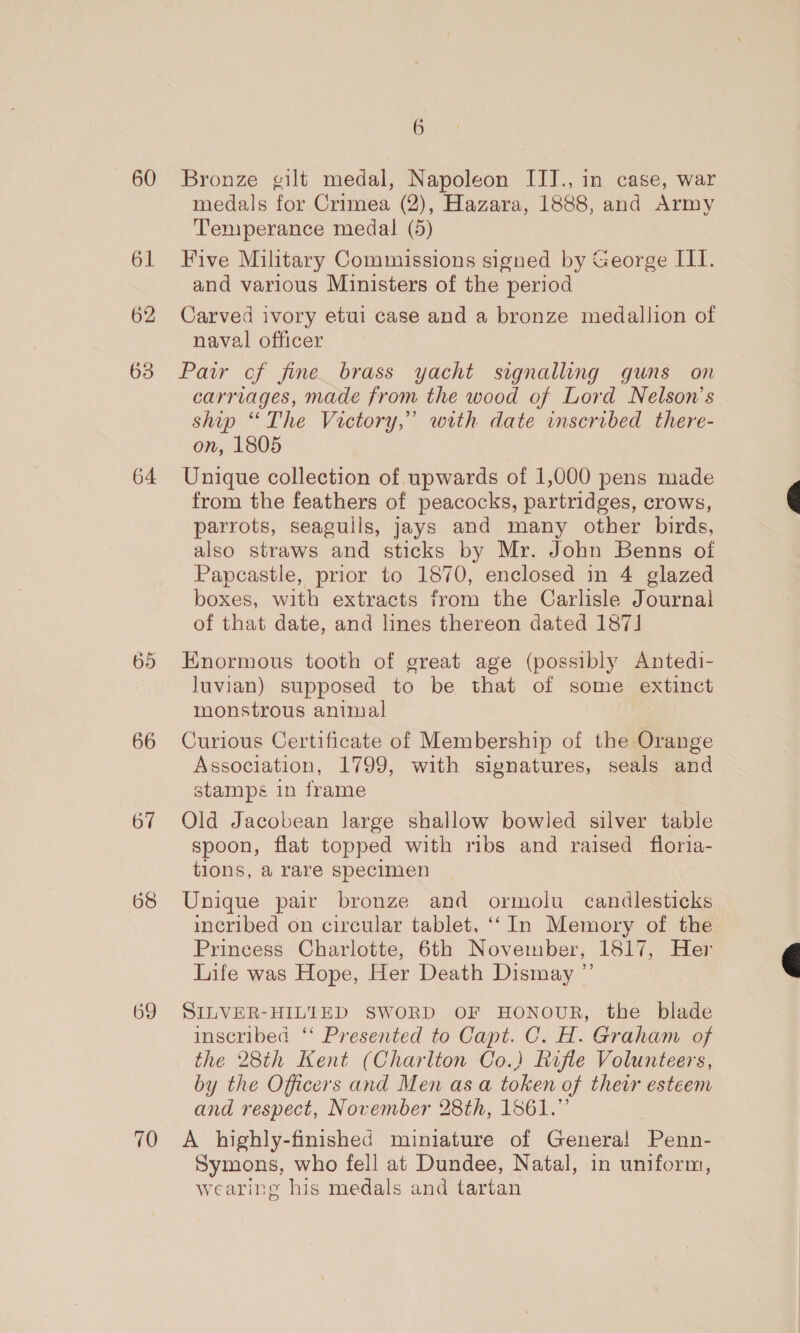 6
60 Bronze gilt medal, Napoleon III., in case, war
medals for Crimea (2), Hazara, 1888, and Army
Temperance medal (5)
61 Five Military Commissions signed by George III.
and various Ministers of the period
62 Carved ivory etui case and a bronze medallion of
naval officer
63 Pair of fine brass yacht signalling guns on
carriages, made from the wood of Lord Nelson's
ship “The Victory,” with date inscribed there-
on, 1805
64 Unique collection of upwards of 1,000 pens made
from the feathers of peacocks, partridges, crows,
parrots, seagulls, jays and many other birds,
also straws and sticks by Mr. John Benns of
Papcastle, prior to 1870, enclosed in 4 glazed
boxes, with extracts from the Carlisle Journal
of that date, and lines thereon dated 1871
65 Enormous tooth of great age (possibly Antedi-
luvian) supposed to be that of some extinct
monstrous animal
66 Curious Certificate of Membership of the Orange
Association, 1799, with signatures, seals and
stamps in frame
67 Old Jacobean large shallow bowled silver table
spoon, flat topped with ribs and raised floria-
tions, a rare specimen
68 Unique pair bronze and ormolu candlesticks
incribed on circular tablet, “In Memory of the
Princess Charlotte, 6th November, 1817, Her
Life was Hope, Her Death Dismay”
69 SILVER-HILTED SWORD OF HONOUR, the blade
inscribed “Presented to Capt. C. H. Graham of
the 28th Kent (Charlton Co.) Rifle Volunteers,
by the Officers and Men as a token of their esteem
and respect, November 28th, 1861.”
70 A highly-finished miniature of General Penn-
Symons, who fell at Dundee, Natal, in uniform,
wearing his medals and tartan